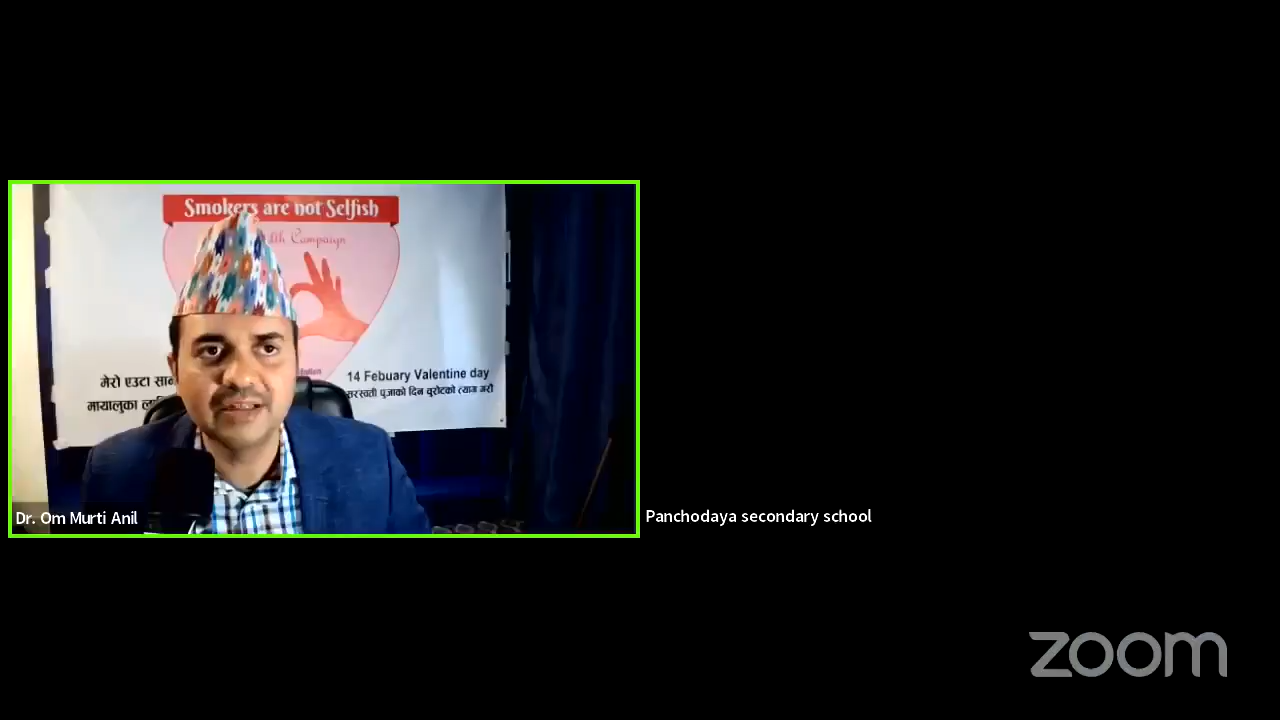 Smokers are not Selfish
Campaign
मेरो एउटा
मायालुका
14 Febuary Valentine day
सरस्वती पुजाको दिन चुरोटको त्याग गरौ
Dr. Om Murti Anil
Panchodaya secondary school
zoom